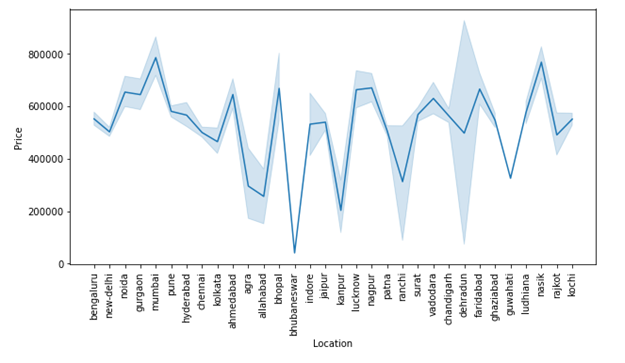 Price
800000
600000
400000
200000
0
bengaluru
new-delhi
noida
gurgaon
mumbai
pune
hyderabad
chennai
kolkata
ahmedabad
agra
allahabad
bhopal
bhubaneswar
indore
jaipur
kanpur
lucknow
nagpur
patna
ranchi
surat
vadodara
chandigarh
dehradun
faridabad
ghaziabad
guwahati
ludhiana
nasik
rajkot
kochi
Location